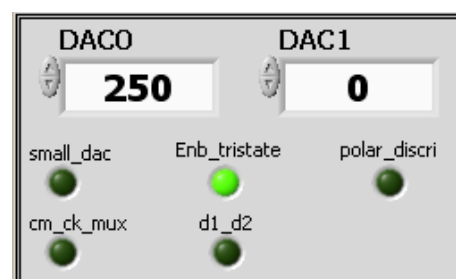 DAC0 DAC1
250 0
small_dac Enb_tristate polar_discri
cm_ck_mux d1_d2